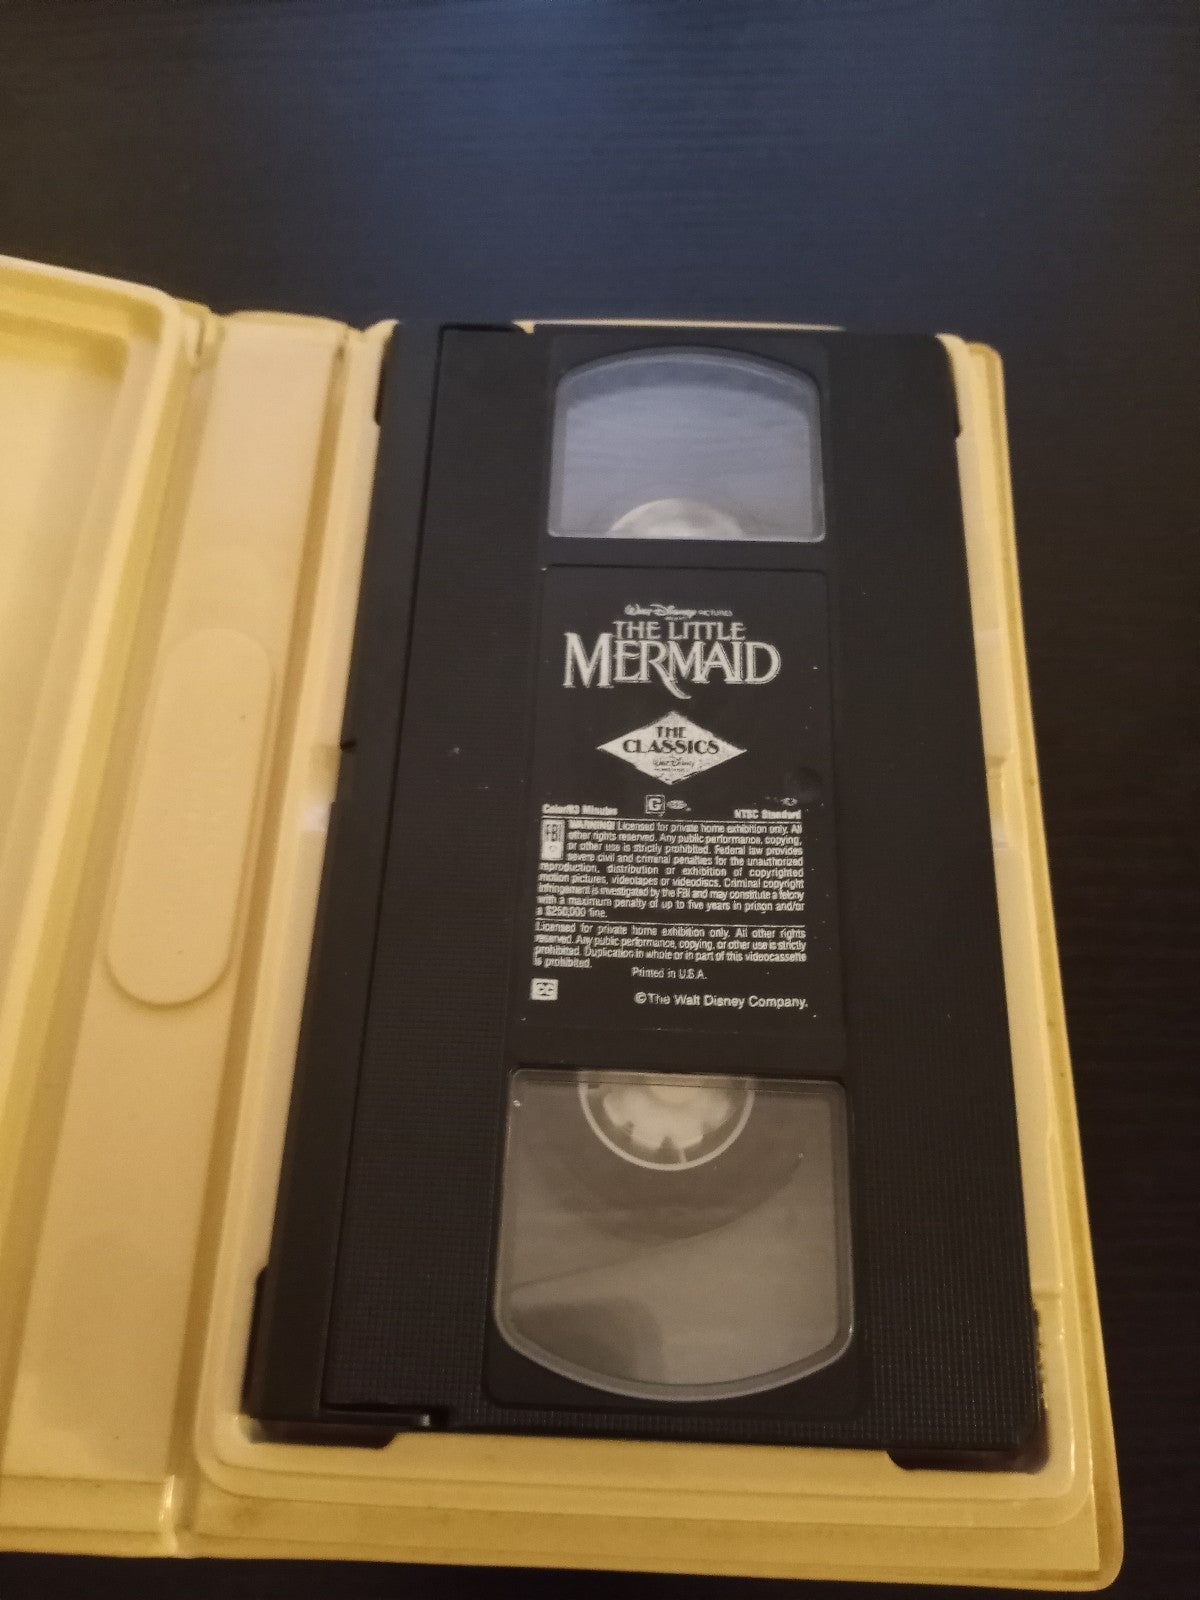 Walt Disney PICTURES
THE LITTLE
MERMAID
THE
CLASSICS
Walt Disney
Color/83 Minutes
G
NTSC Standard
FBI
WARNING! Licensed for private home exhibition only. All
other rights reserved. Any public performance, copying,
or other use is strictly prohibited. Federal law provides
severe civil and criminal penalties for the unauthorized
reproduction, distribution or exhibition of copyrighted
motion pictures, videotapes or videodiscs. Criminal copyright
infringement is investigated by the FBI and may constitute a felony
with a maximum penalty of up to five years in prison and/or
a $250,000 fine.
Licensed for private home exhibition only. All other rights
reserved. Any public performance, copying, or other use is strictly
prohibited. Duplication in whole or in part of this videocassette
is prohibited.
Printed in U.S.A.
CC
©The Walt Disney Company.